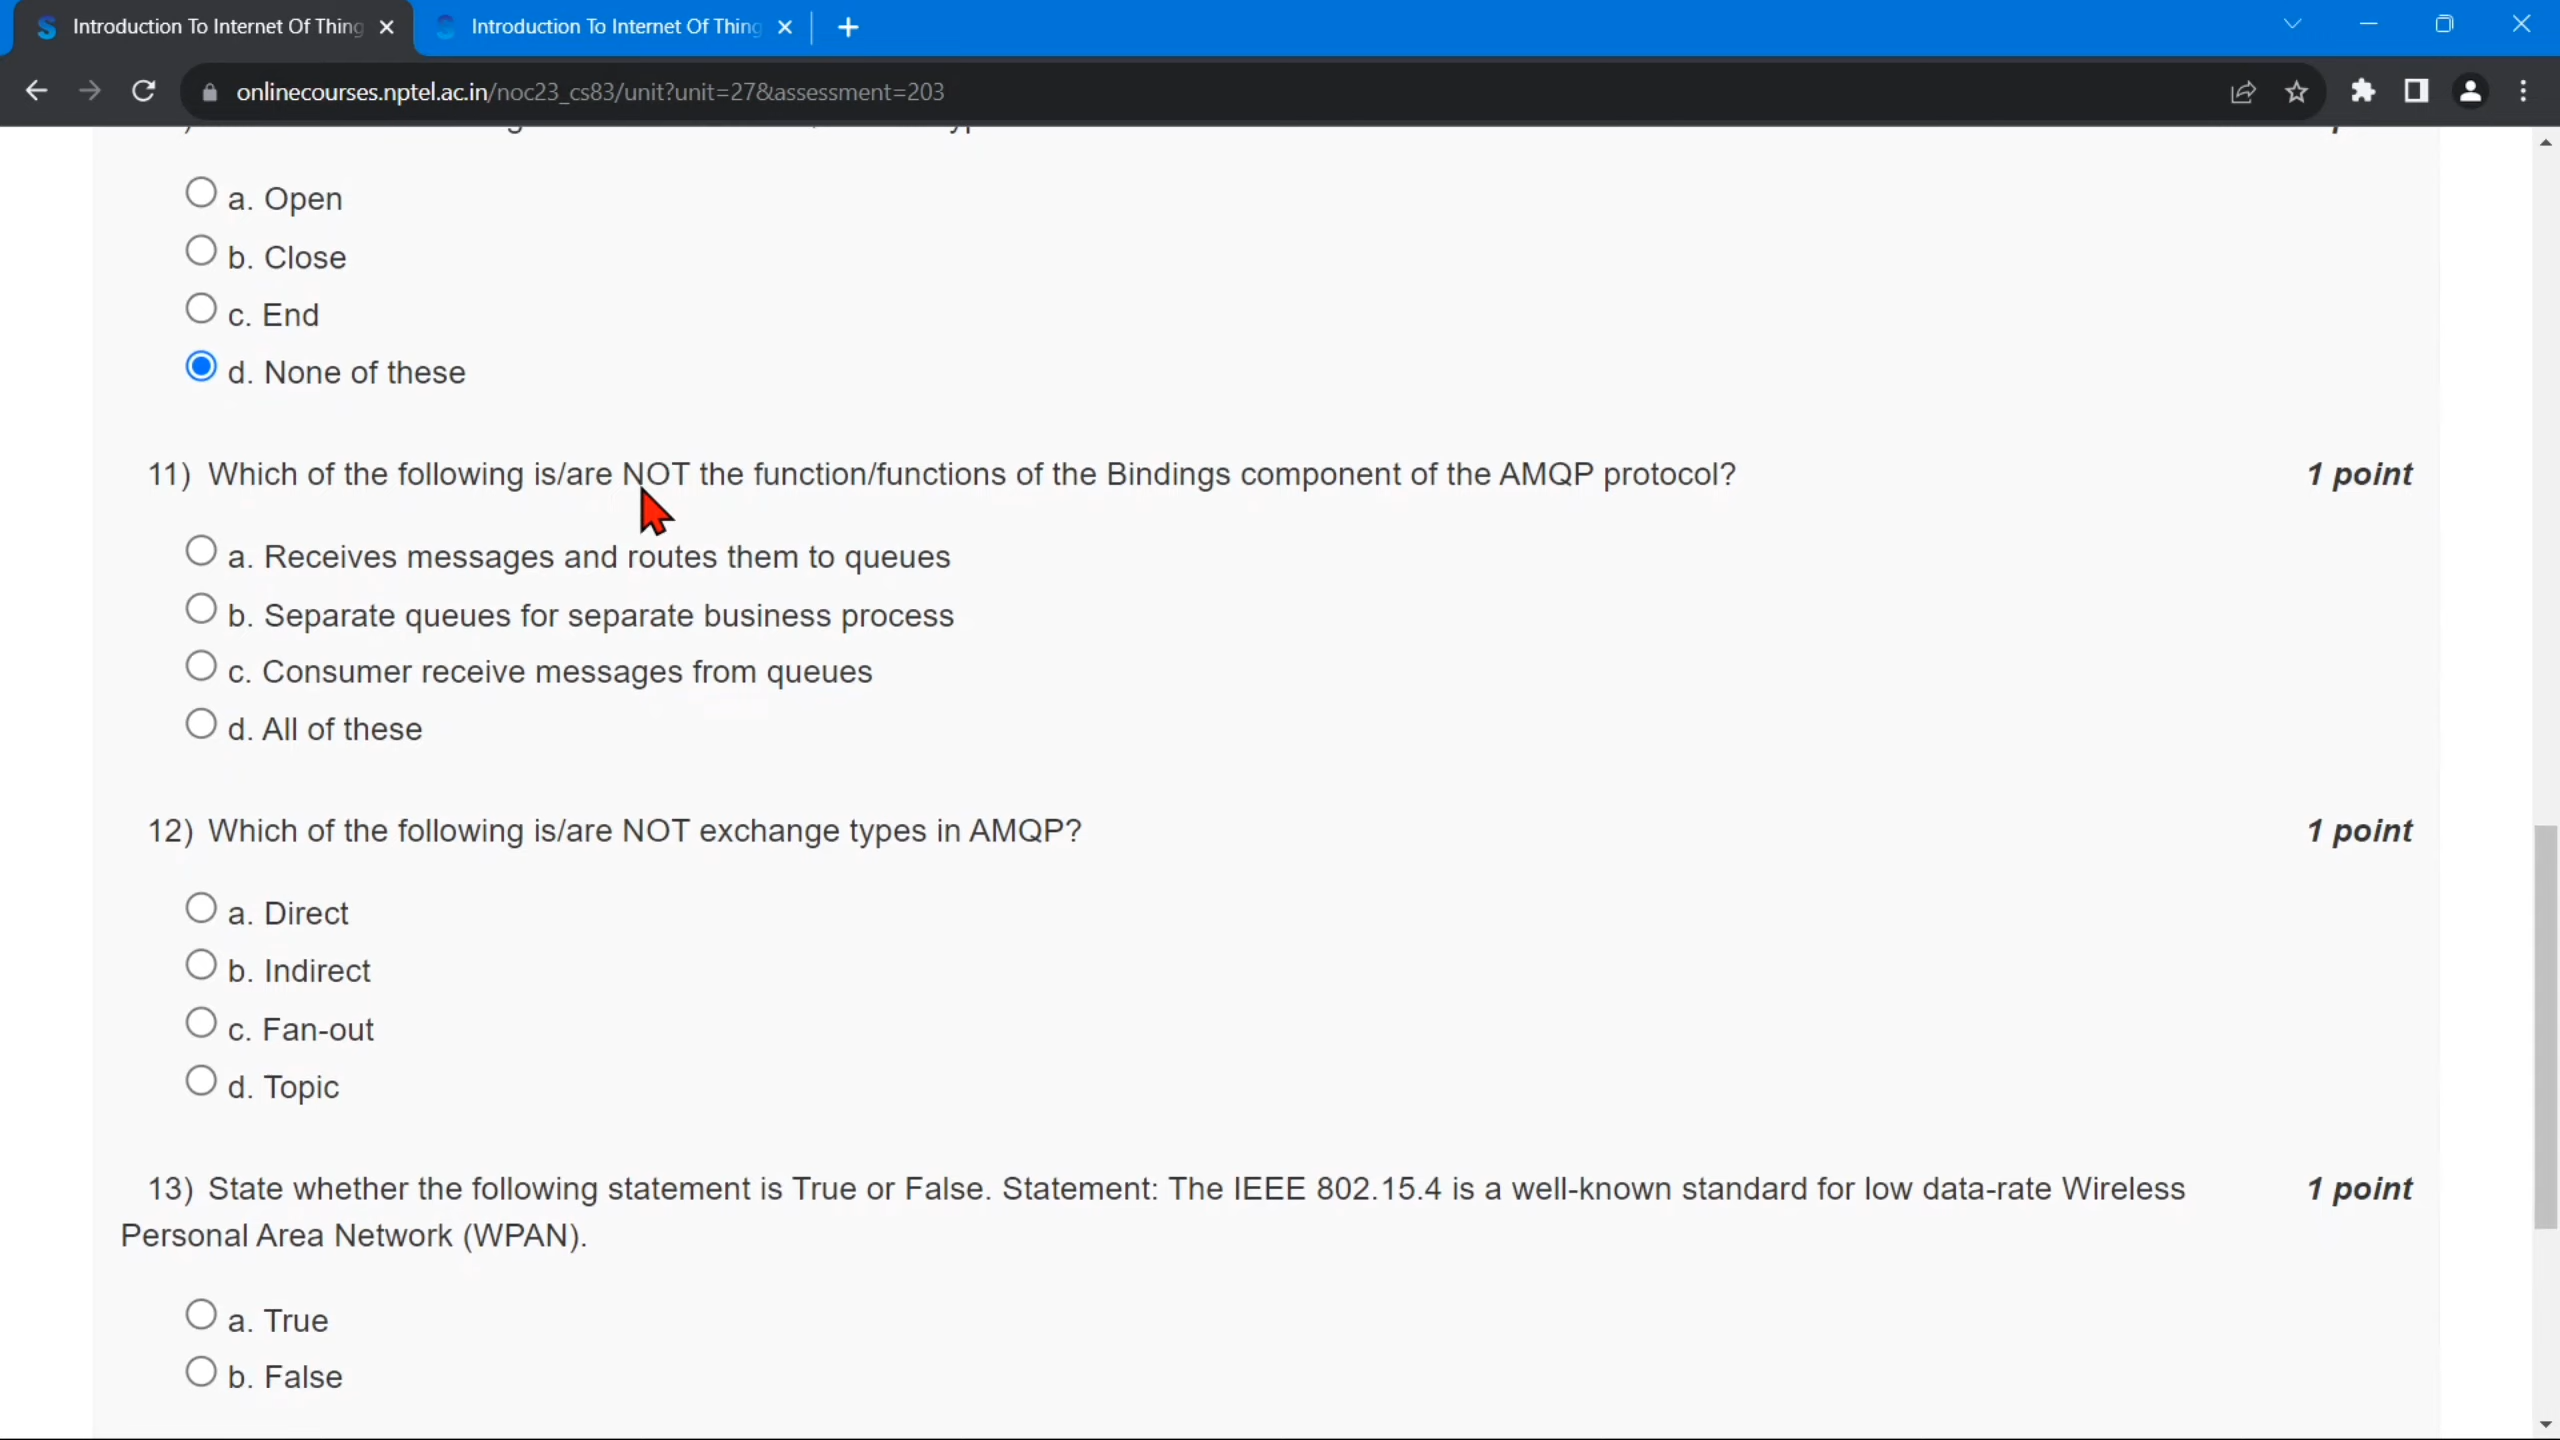 Introduction To Internet Of Thing
Introduction To Internet Of Thing
onlinecourses.nptel.ac.in/noc23_cs83/unit?unit=27&assessment=203
a. Open
b. Close
c. End
d. None of these
11) Which of the following is/are NOT the function/functions of the Bindings component of the AMQP protocol? 1 point
a. Receives messages and routes them to queues
b. Separate queues for separate business process
c. Consumer receive messages from queues
d. All of these
12) Which of the following is/are NOT exchange types in AMQP? 1 point
a. Direct
b. Indirect
c. Fan-out
d. Topic
13) State whether the following statement is True or False. Statement: The IEEE 802.15.4 is a well-known standard for low data-rate Wireless 1 point
Personal Area Network (WPAN).
a. True
b. False